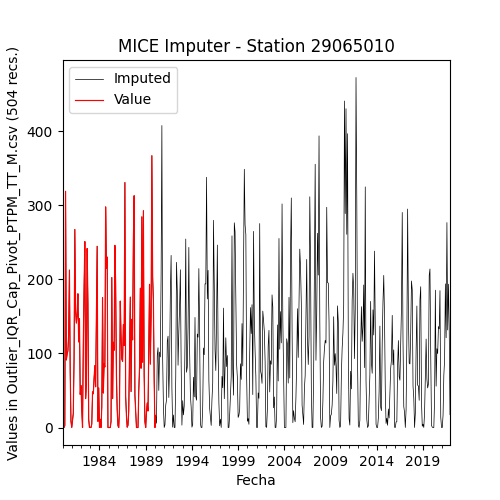 MICE Imputer - Station 29065010
Imputed
Value
Values in Outlier_IQR_Cap_Pivot_PTPM_TT_M.csv (504 recs.)
400
300
200
100
0
1984 1989 1994 1999 2004 2009 2014 2019
Fecha